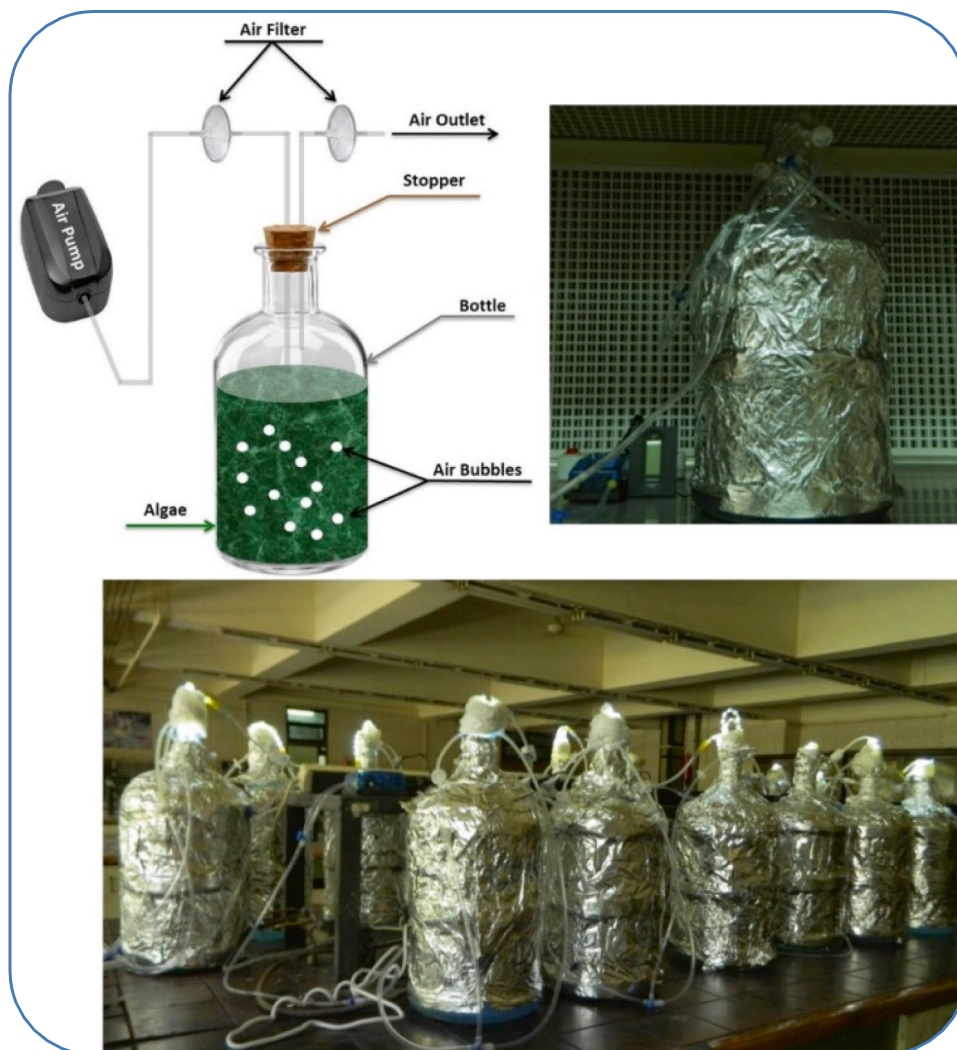 Air Filter
Air Outlet
Stopper
Air Pump
Bottle
Air Bubbles
Algae